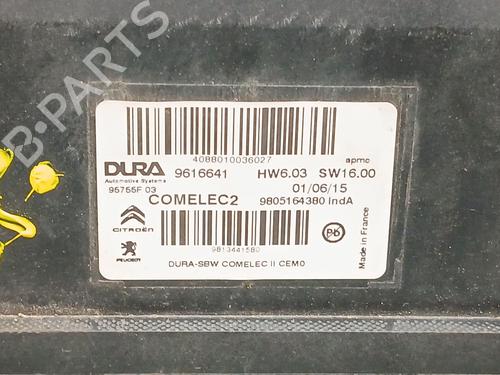 B-PARTS
4088010036027
DURA
Automotive Systems
95755F 03
9616641
HW6.03 SW16.00
apmc
01/06/15
COMELEC2
9805164380 IndA
CITROËN
PEUGEOT
9813441580
Pb
Made in France
DURA-SBW COMELEC II CEM0